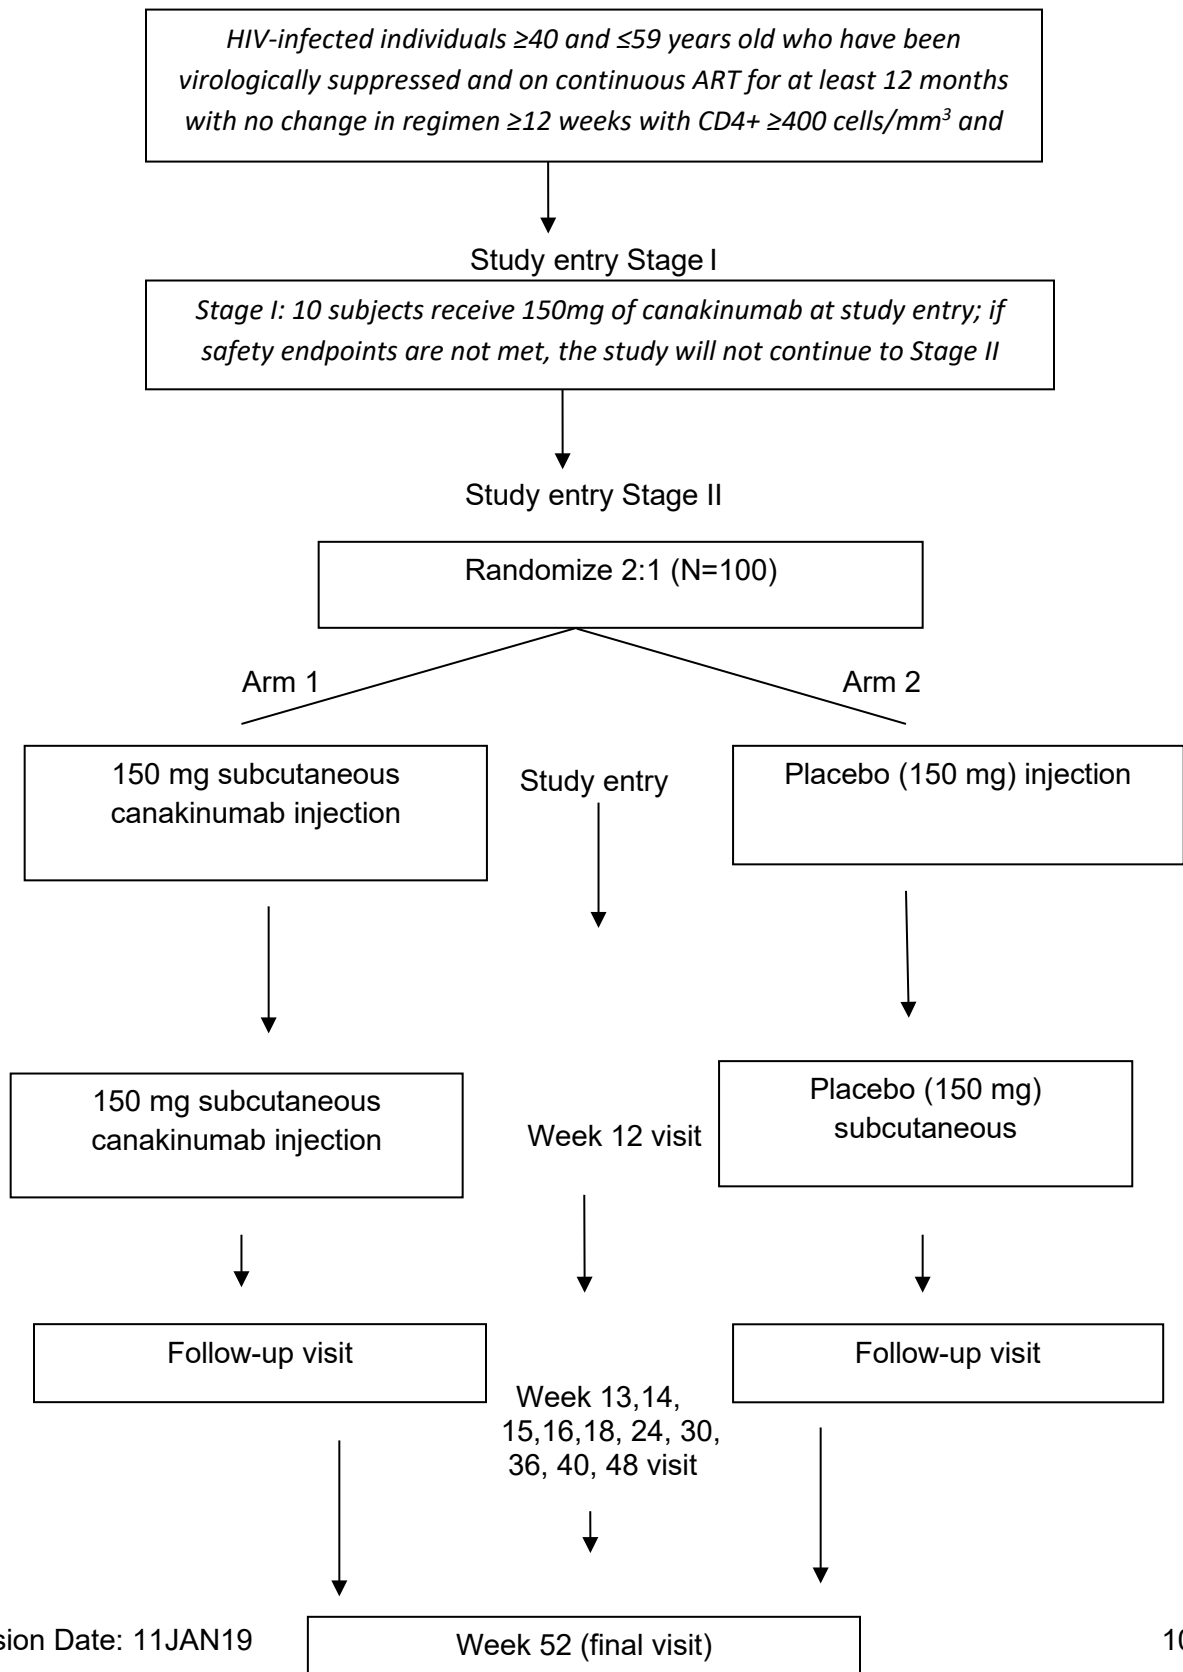 HIV-infected individuals ≥40 and ≤59 years old who have been
virologically suppressed and on continuous ART for at least 12 months
with no change in regimen ≥12 weeks with CD4+ ≥400 cells/mm³ and
Study entry Stage I
Stage I: 10 subjects receive 150mg of canakinumab at study entry; if
safety endpoints are not met, the study will not continue to Stage II
Study entry Stage II
Randomize 2:1 (N=100)
Arm 1
Arm 2
150 mg subcutaneous
canakinumab injection
Study entry
Placebo (150 mg) injection
150 mg subcutaneous
canakinumab injection
Week 12 visit
Placebo (150 mg)
subcutaneous
Follow-up visit
Follow-up visit
Week 13,14,
15,16,18, 24, 30,
36, 40, 48 visit
sion Date: 11JAN19
Week 52 (final visit)
10